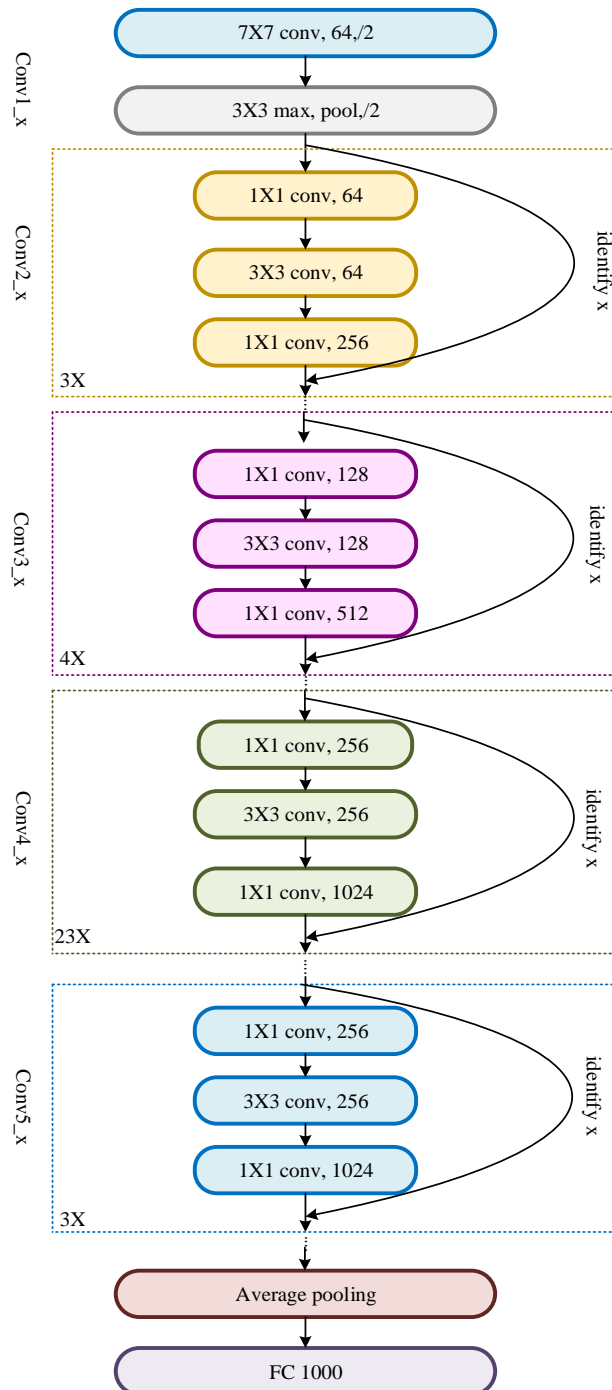 7X7 conv, 64,/2
Conv1_x
3X3 max, pool,/2
1X1 conv, 64
Conv2_x
3X3 conv, 64
identify x
1X1 conv, 256
3X
1X1 conv, 128
Conv3_x
3X3 conv, 128
identify x
1X1 conv, 512
4X
1X1 conv, 256
Conv4_x
3X3 conv, 256
identify x
1X1 conv, 1024
23X
1X1 conv, 256
Conv5_x
3X3 conv, 256
identify x
1X1 conv, 1024
3X
Average pooling
FC 1000